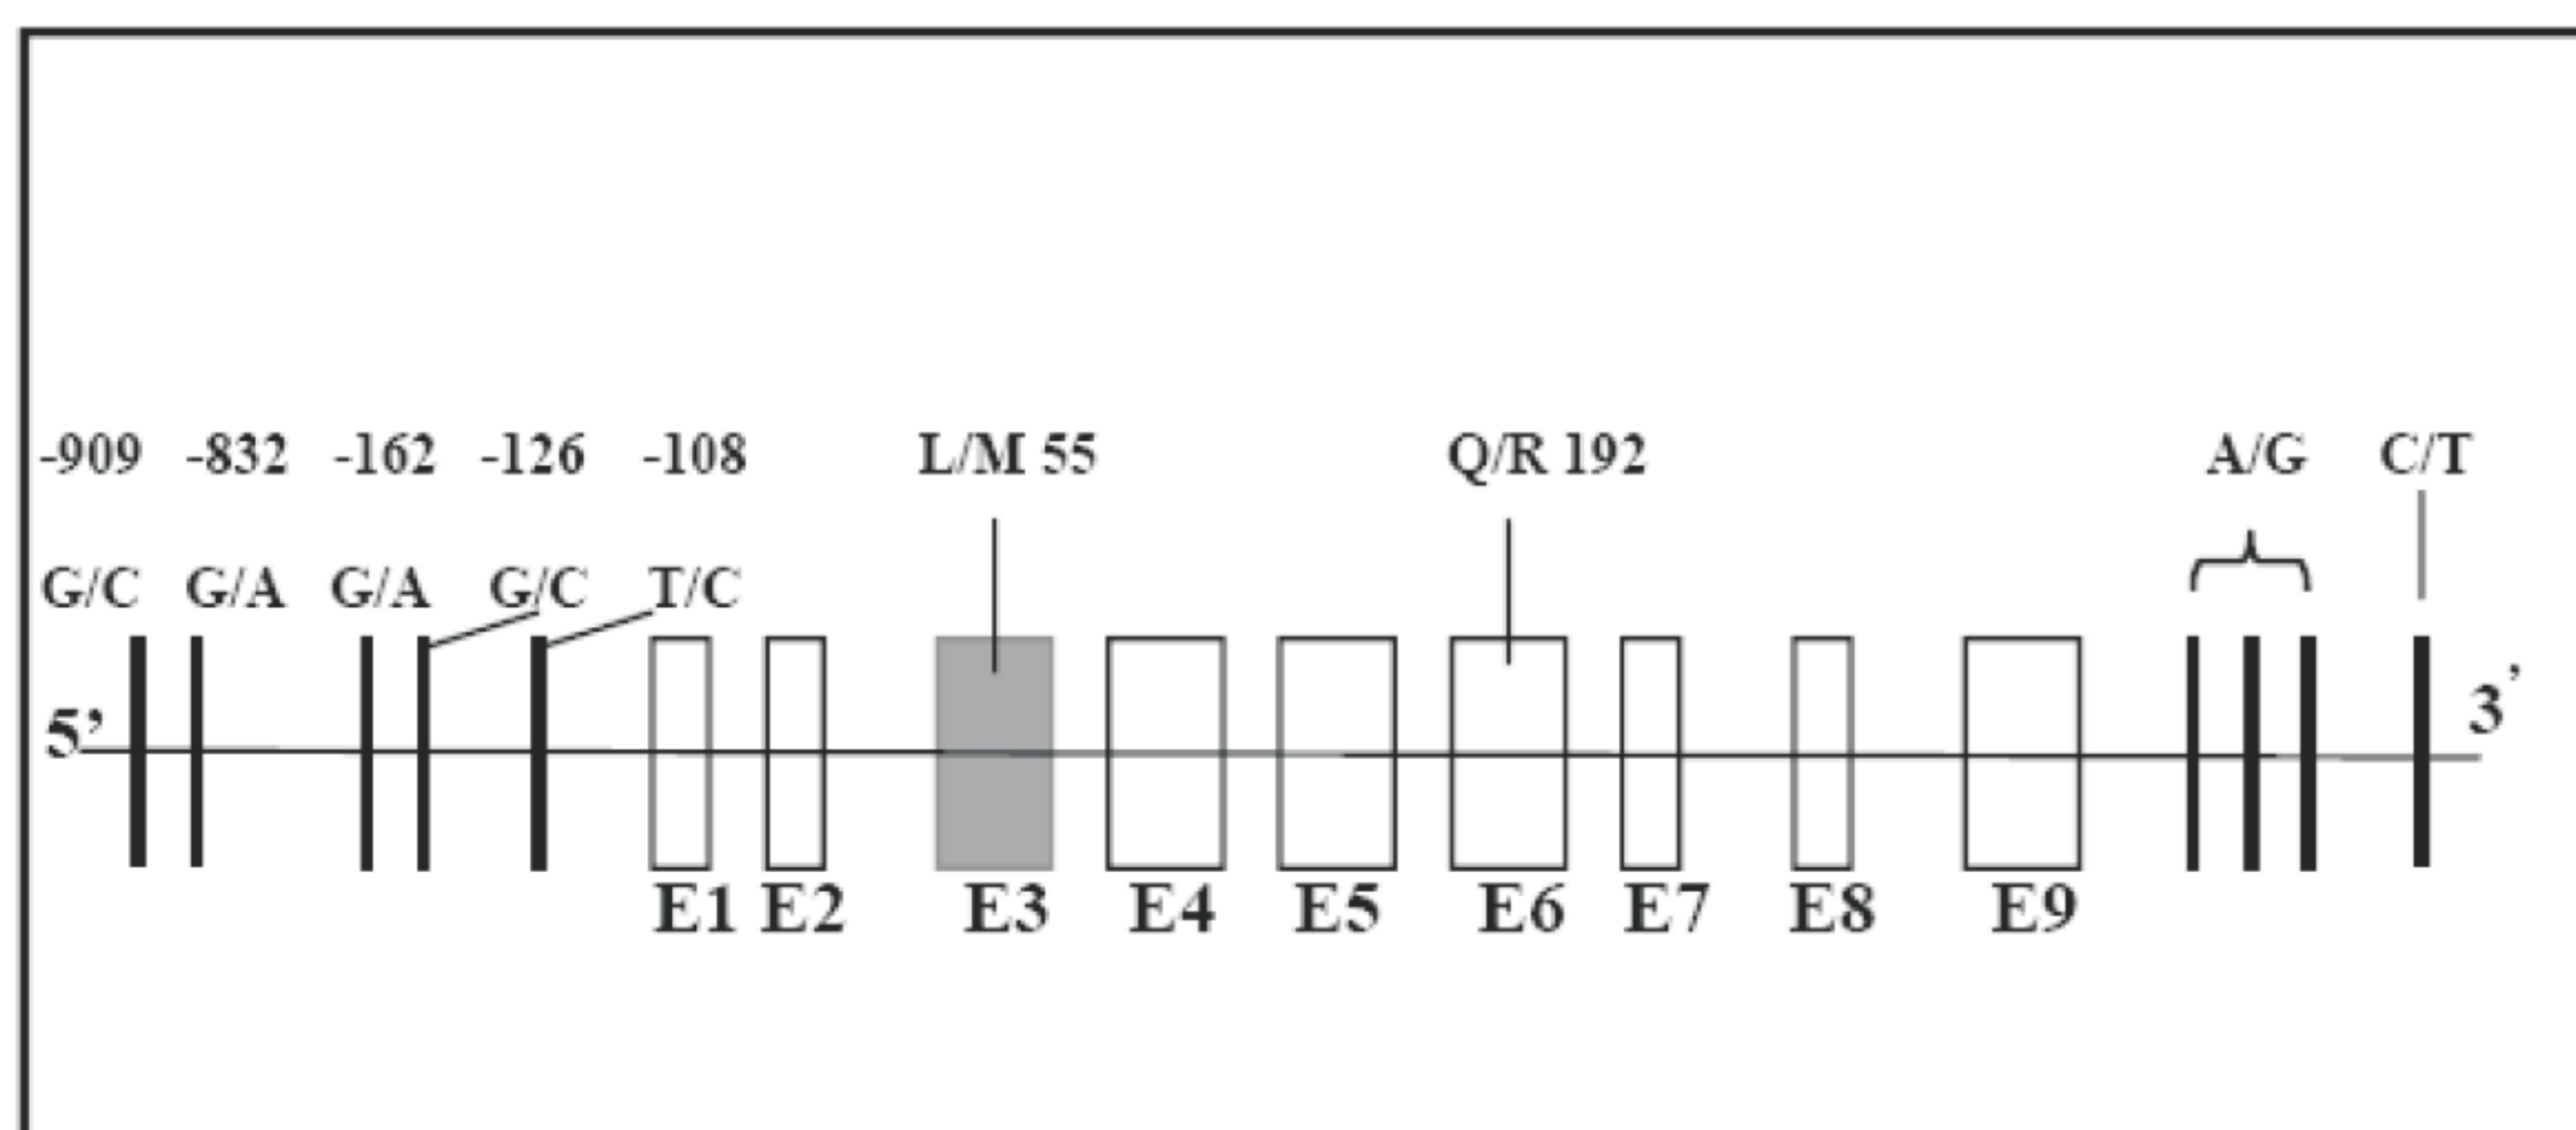 -909 -832 -162 -126 -108 L/M 55 Q/R 192 A/G C/T
G/C G/A G/A G/C T/C
5’ 3’
E1 E2 E3 E4 E5 E6 E7 E8 E9